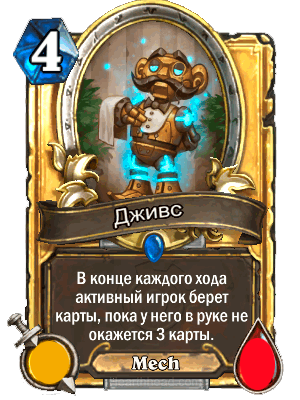 4
Дживс
В конце каждого хода
активный игрок берет
карты, пока у него в руке не
окажется 3 карты.
Mech